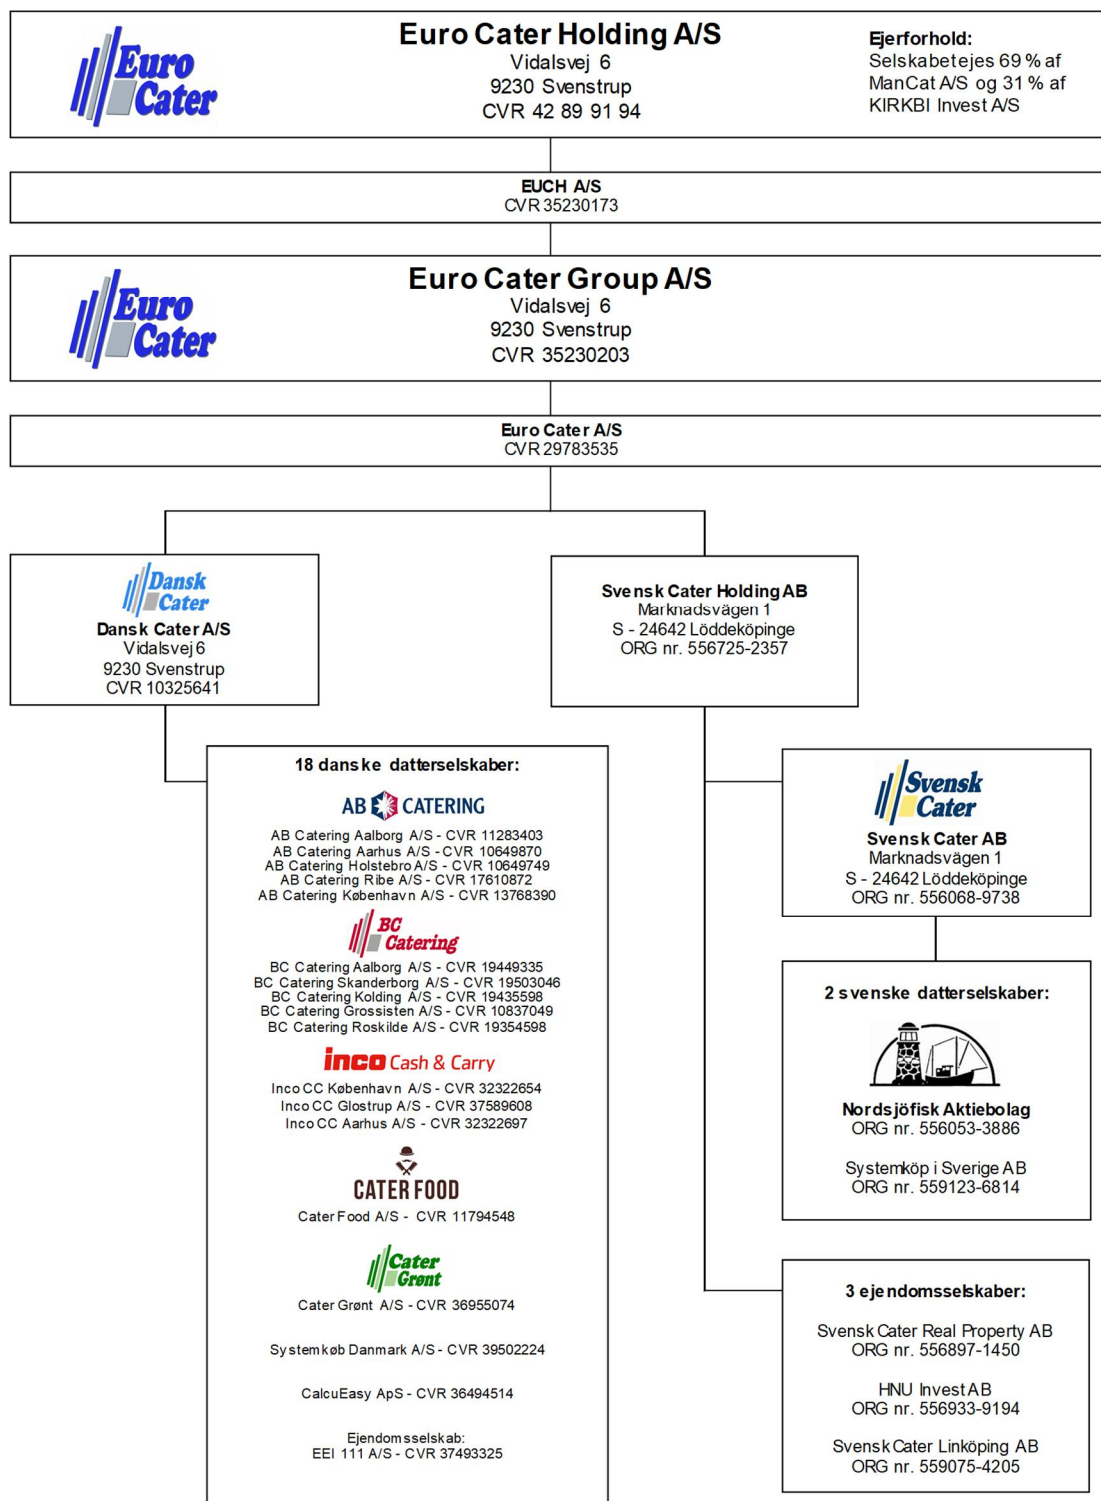 Euro
Cater
Euro Cater Holding A/S
Vidalsvej 6
9230 Svenstrup
CVR 42 89 91 94
Ejerforhold:
Selskabet ejes 69 % af
ManCat A/S og 31 % af
KIRKBI Invest A/S
EUCH A/S
CVR 35230173
Euro
Cater
Euro Cater Group A/S
Vidalsvej 6
9230 Svenstrup
CVR 35230203
Euro Cater A/S
CVR 29783535
Dansk
Cater
Dansk Cater A/S
Vidalsvej 6
9230 Svenstrup
CVR 10325641
Svensk Cater Holding AB
Marknadsvägen 1
S - 24642 Löddeköpinge
ORG nr. 556725-2357
18 danske datterselskaber:
AB CATERING
AB Catering Aalborg A/S - CVR 11283403
AB Catering Aarhus A/S - CVR 10649870
AB Catering Holstebro A/S - CVR 10649749
AB Catering Ribe A/S - CVR 17610872
AB Catering København A/S - CVR 13768390
BC
Catering
BC Catering Aalborg A/S - CVR 19449335
BC Catering Skanderborg A/S - CVR 19503046
BC Catering Kolding A/S - CVR 19435598
BC Catering Grossisten A/S - CVR 10837049
BC Catering Roskilde A/S - CVR 19354598
inco Cash & Carry
Inco CC København A/S - CVR 32322654
Inco CC Glostrup A/S - CVR 37589608
Inco CC Aarhus A/S - CVR 32322697
CATER FOOD
Cater Food A/S - CVR 11794548
Cater
Grønt
Cater Grønt A/S - CVR 36955074
Systemkøb Danmark A/S - CVR 39502224
CalcuEasy ApS - CVR 36494514
Ejendomsselskab:
EEI 111 A/S - CVR 37493325
Svensk
Cater
Svensk Cater AB
Marknadsvägen 1
S - 24642 Löddeköpinge
ORG nr. 556068-9738
2 svenske datterselskaber:
Nordsjöfisk Aktiebolag
ORG nr. 556053-3886
Systemköp i Sverige AB
ORG nr. 559123-6814
3 ejendomsselskaber:
Svensk Cater Real Property AB
ORG nr. 556897-1450
HNU Invest AB
ORG nr. 556933-9194
Svensk Cater Linköping AB
ORG nr. 559075-4205